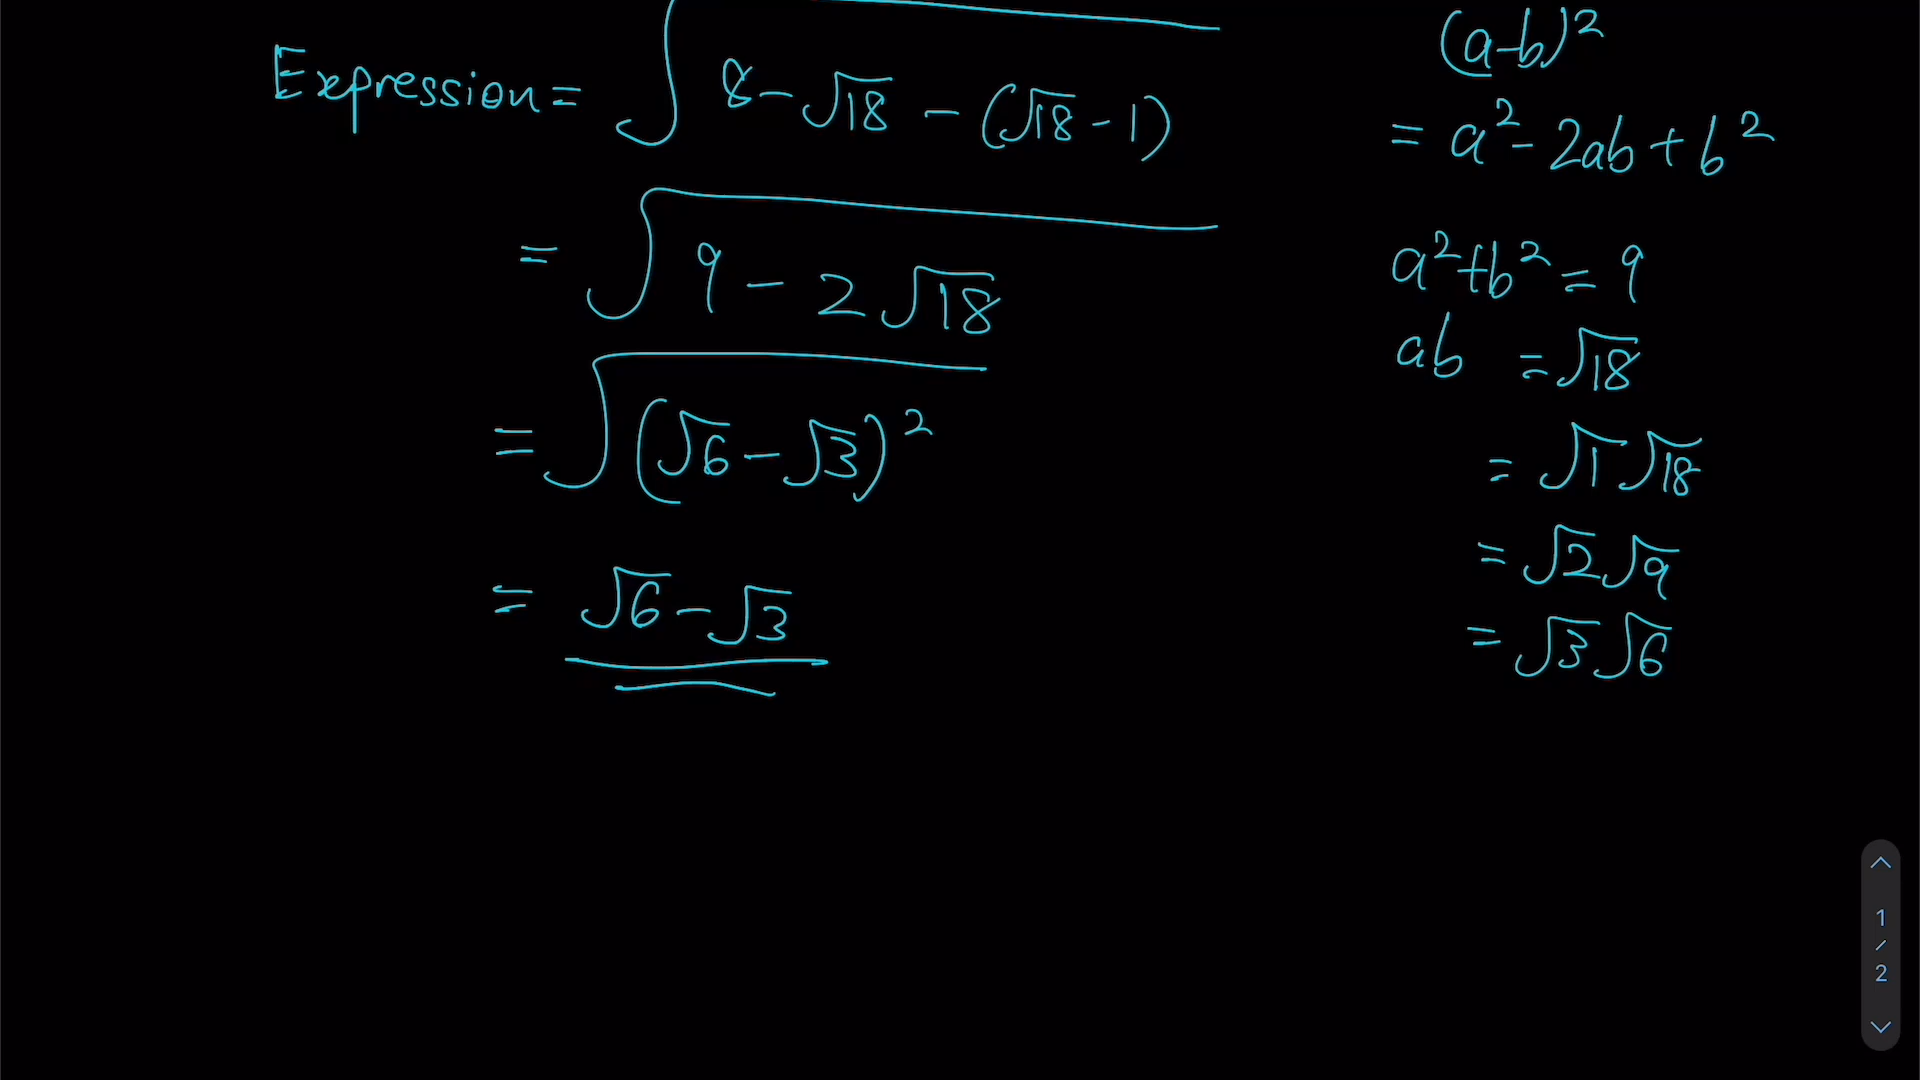 Expression = √(8 - √18 - (√18 - 1))
= √(9 - 2√18)
= √((√6 - √3)²)
= √6 - √3
(a-b)²
= a² - 2ab + b²
a² + b² = 9
ab = √18
= √1 √18
= √2 √9
= √3 √6
1
/
2